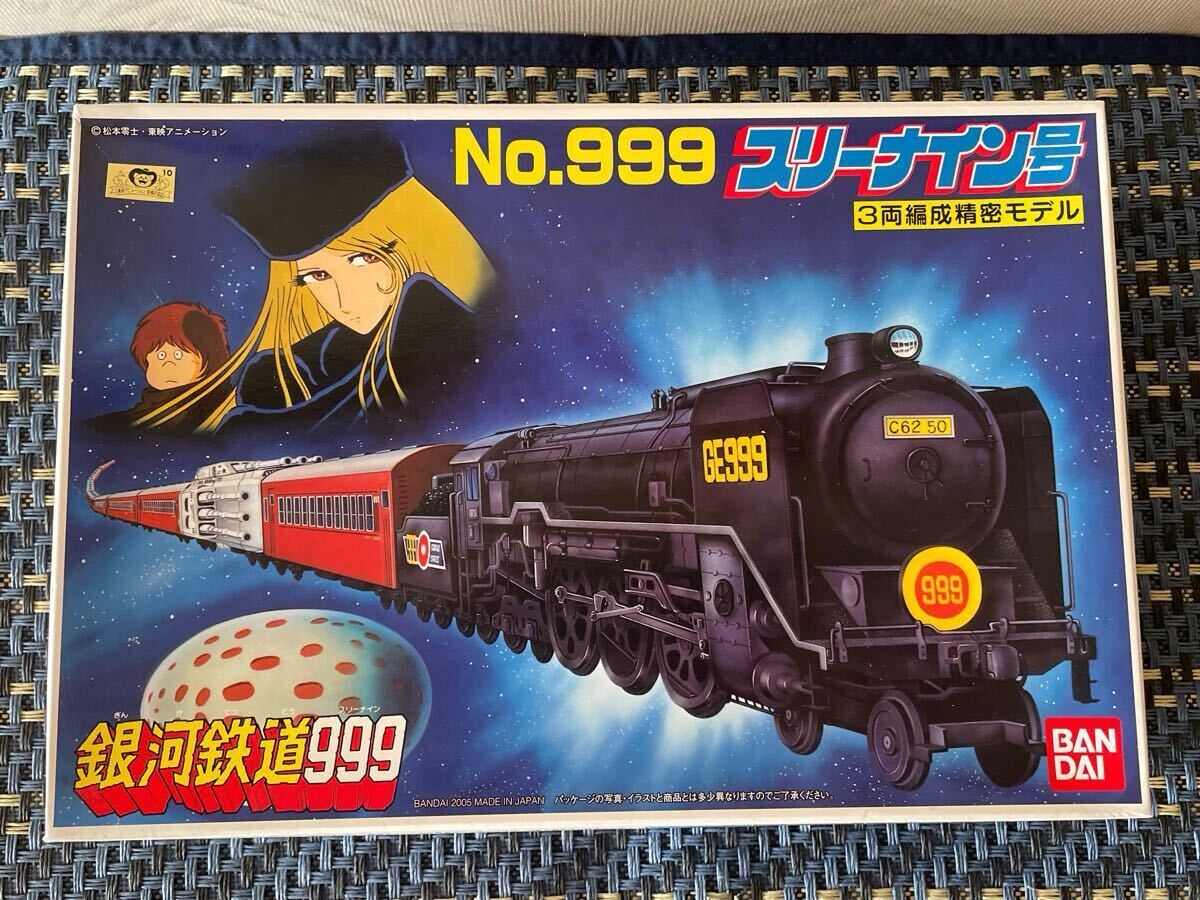 ©松本零士・東映アニメーション
10
No.999 スリーナイン号
3両編成精密モデル
C62 50
GE999
999
999
ぎん が てつ どう スリーナイン
銀河鉄道999
BANDAI 2005 MADE IN JAPAN パッケージの写真・イラストと商品とは多少異なりますのでご了承ください。
BAN
DAI